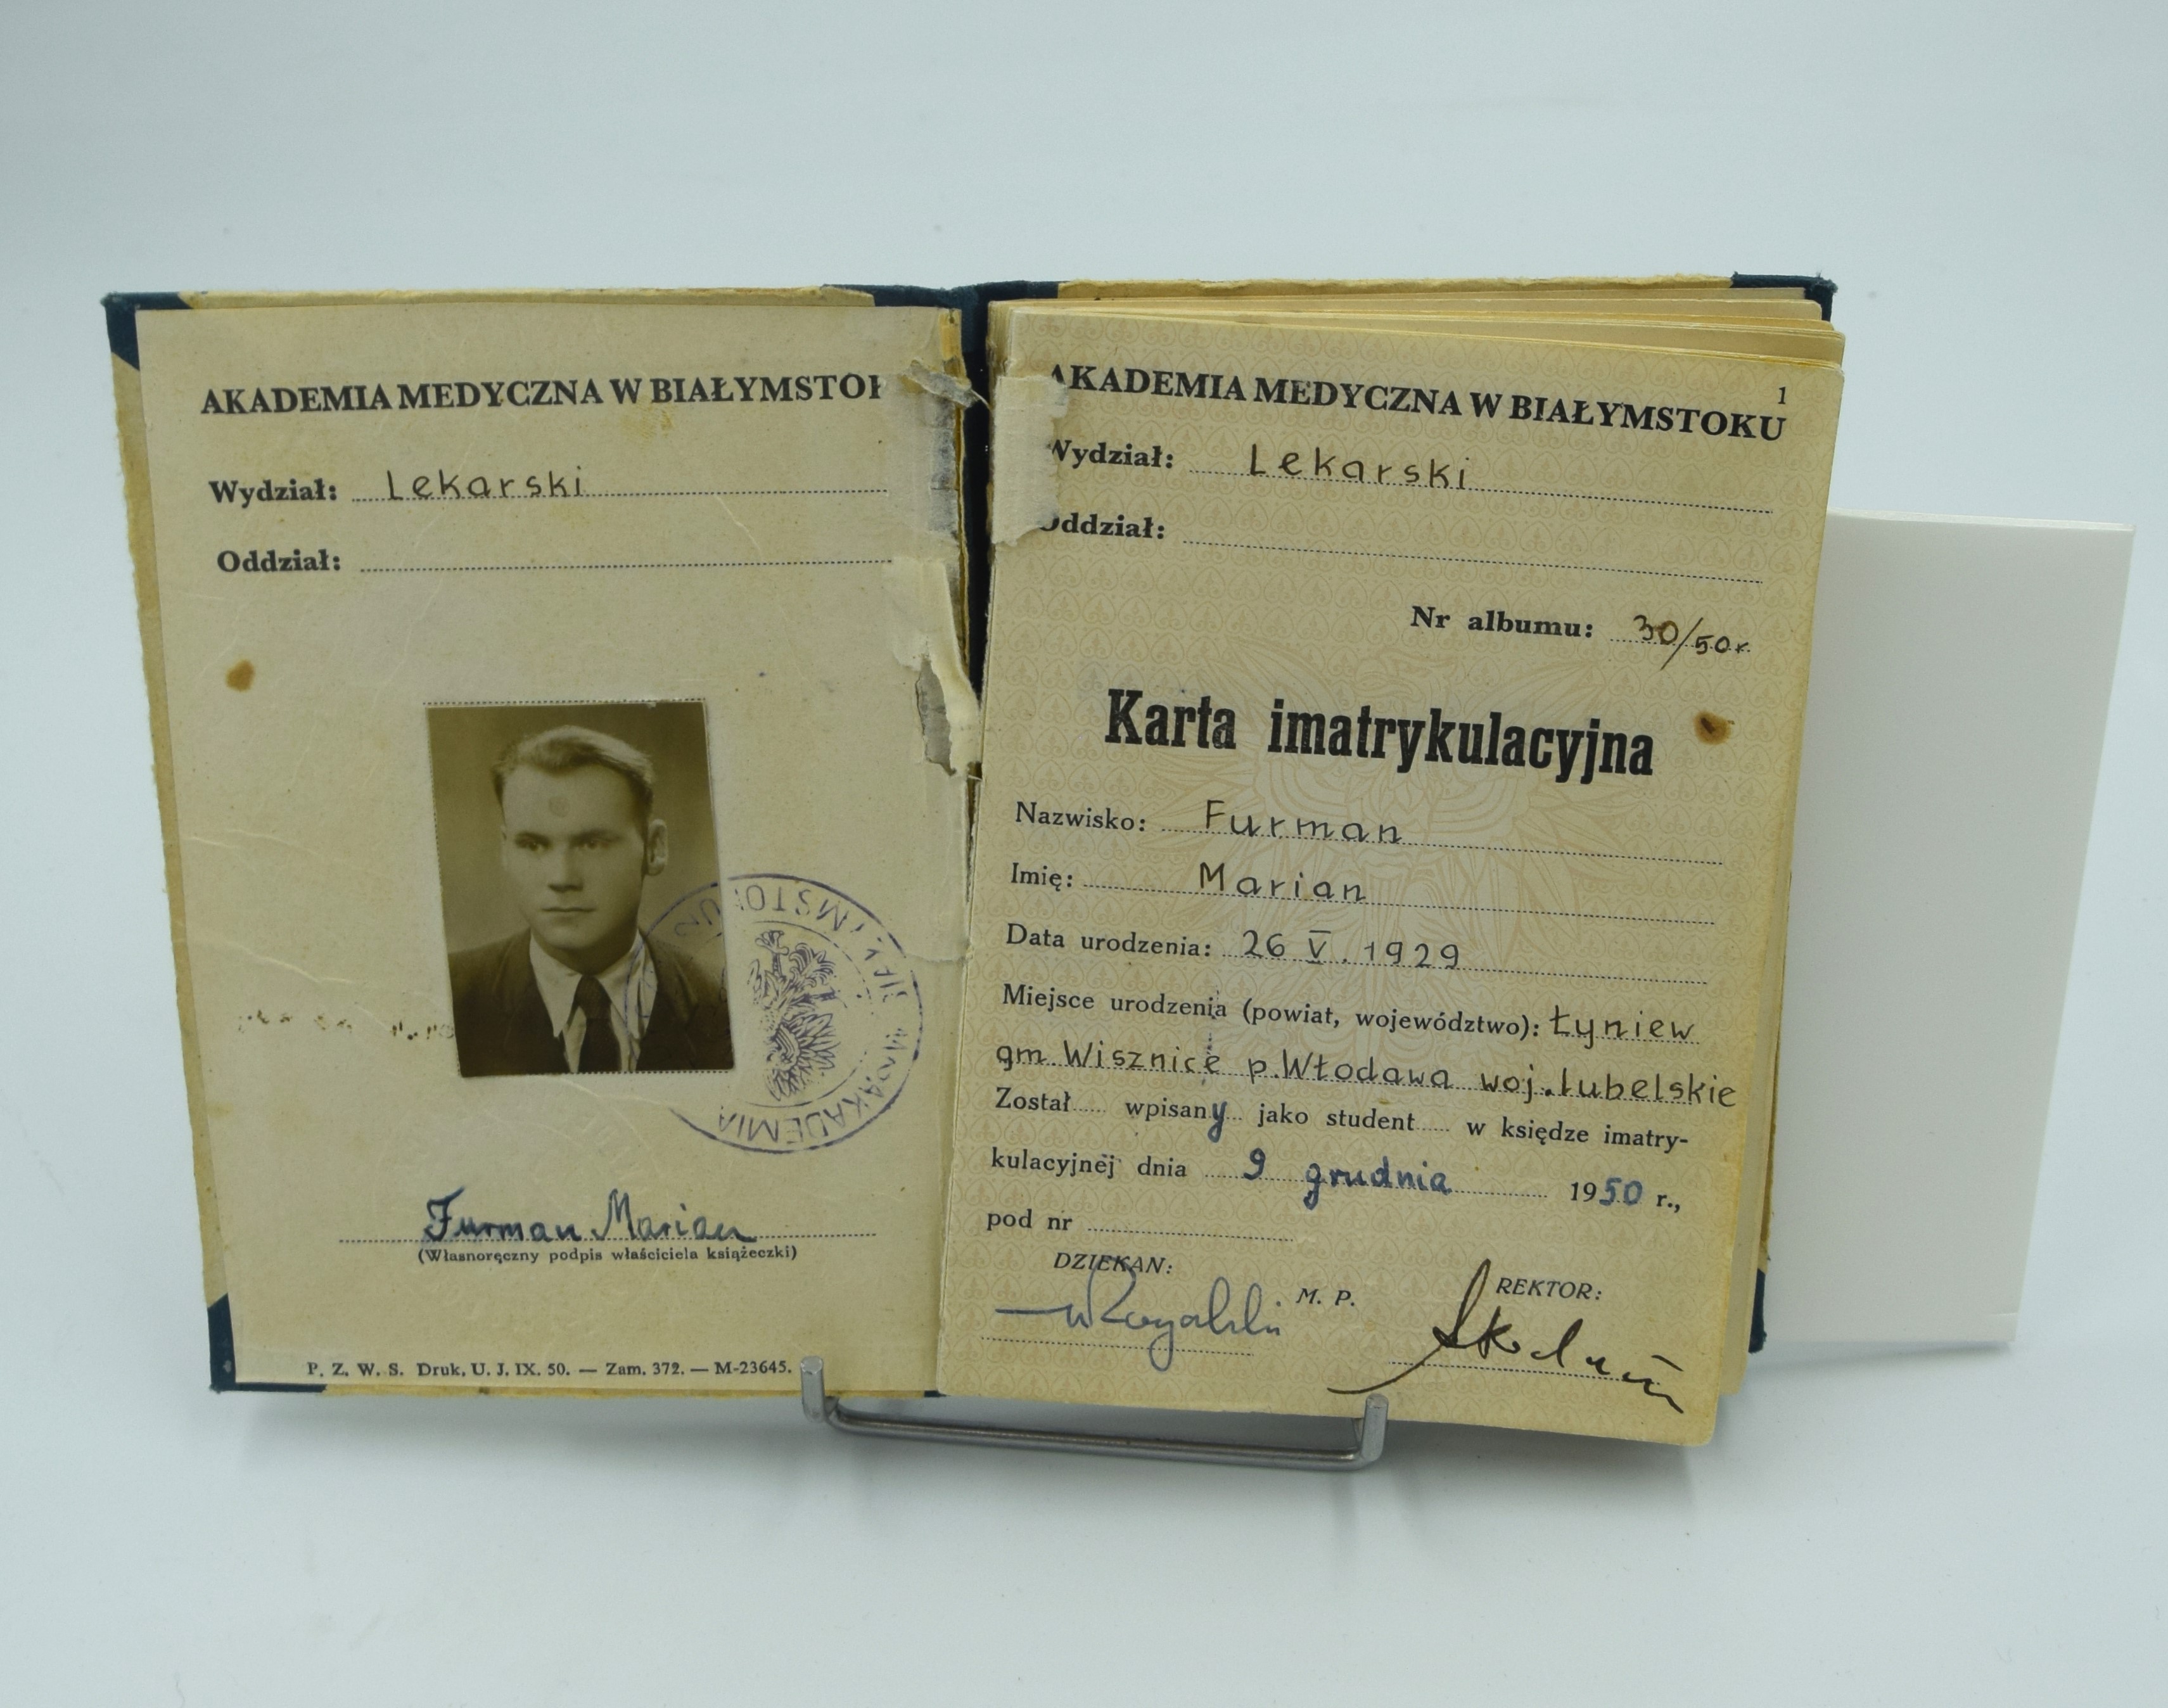 AKADEMIA MEDYCZNA W BIAŁYMSTOK
Wydział: Lekarski
Oddział:
AKADEMIA
Furman Marian
(Własnoręczny podpis właściciela książeczki)
P. Z. W. S. Druk. U. J. IX. 50. — Zam. 372. — M-23645.
1
AKADEMIA MEDYCZNA W BIAŁYMSTOKU
Wydział: Lekarski
Oddział:
Nr albumu: 30/50r.
Karta imatrykulacyjna
Nazwisko: Furman
Imię: Marian
Data urodzenia: 26 V. 1929
Miejsce urodzenia (powiat, województwo): Łyniew
gm. Wisznice p. Włodawa woj. lubelskie
Został wpisany jako student w księdze imatry-
kulacyjnej dnia 9 grudnia 1950 r.,
pod nr
DZIEKAN:
M. P.
REKTOR: